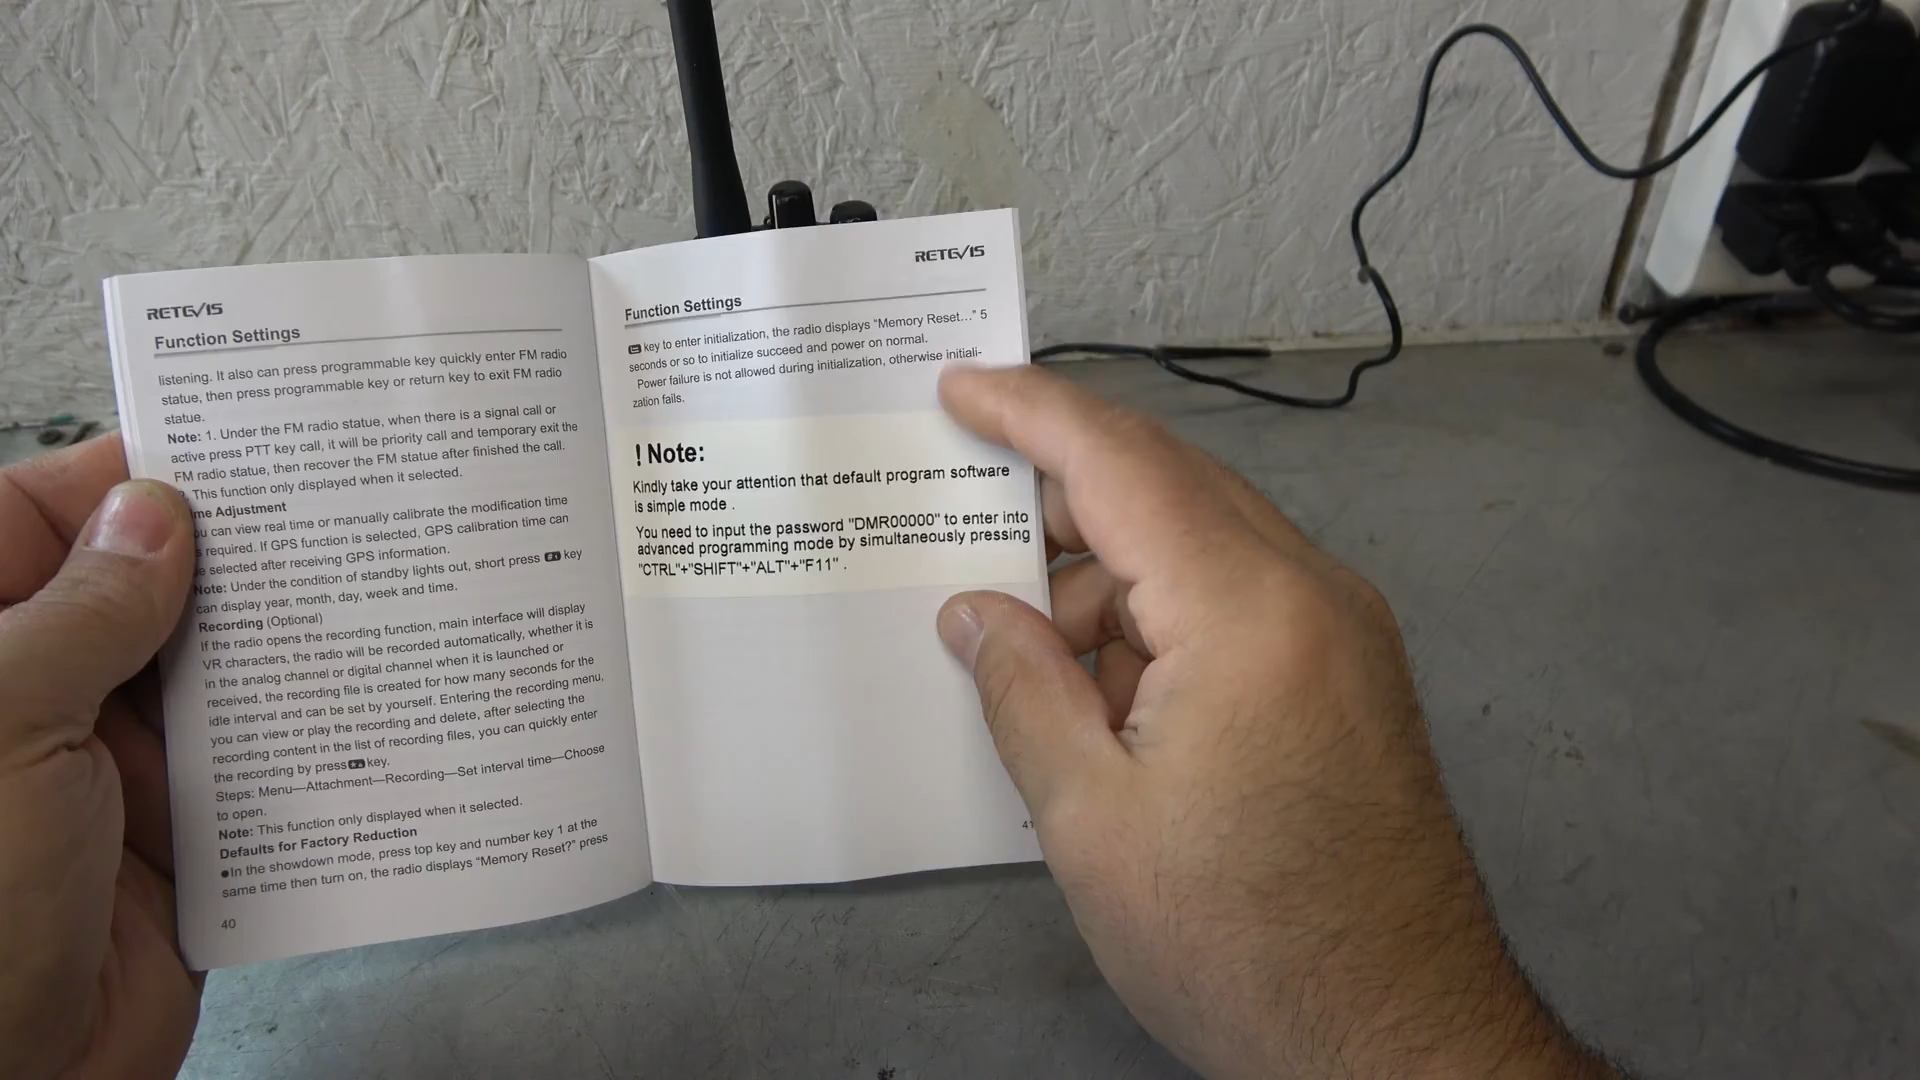 RETEVIS
Function Settings
listening. It also can press programmable key quickly enter FM radio
statue, then press programmable key or return key to exit FM radio
statue.
Note: 1. Under the FM radio statue, when there is a signal call or
active press PTT key call, it will be priority call and temporary exit the
FM radio statue, then recover the FM statue after finished the call.
This function only displayed when it selected.
me Adjustment
ou can view real time or manually calibrate the modification time
s required. If GPS function is selected, GPS calibration time can
e selected after receiving GPS information.
Note: Under the condition of standby lights out, short press key
can display year, month, day, week and time.
Recording (Optional)
If the radio opens the recording function, main interface will display
VR characters, the radio will be recorded automatically, whether it is
in the analog channel or digital channel when it is launched or
received, the recording file is created for how many seconds for the
idle interval and can be set by yourself. Entering the recording menu,
you can view or play the recording and delete, after selecting the
recording content in the list of recording files, you can quickly enter
the recording by press key.
Steps: Menu—Attachment—Recording—Set interval time—Choose
to open.
Note: This function only displayed when it selected.
Defaults for Factory Reduction
●In the showdown mode, press top key and number key 1 at the
same time then turn on, the radio displays “Memory Reset?” press
40
RETEVIS
Function Settings
key to enter initialization, the radio displays “Memory Reset...” 5
seconds or so to initialize succeed and power on normal.
Power failure is not allowed during initialization, otherwise initiali-
zation fails.
! Note:
Kindly take your attention that default program software
is simple mode .
You need to input the password "DMR00000" to enter into
advanced programming mode by simultaneously pressing
"CTRL"+"SHIFT"+"ALT"+"F11" .
41